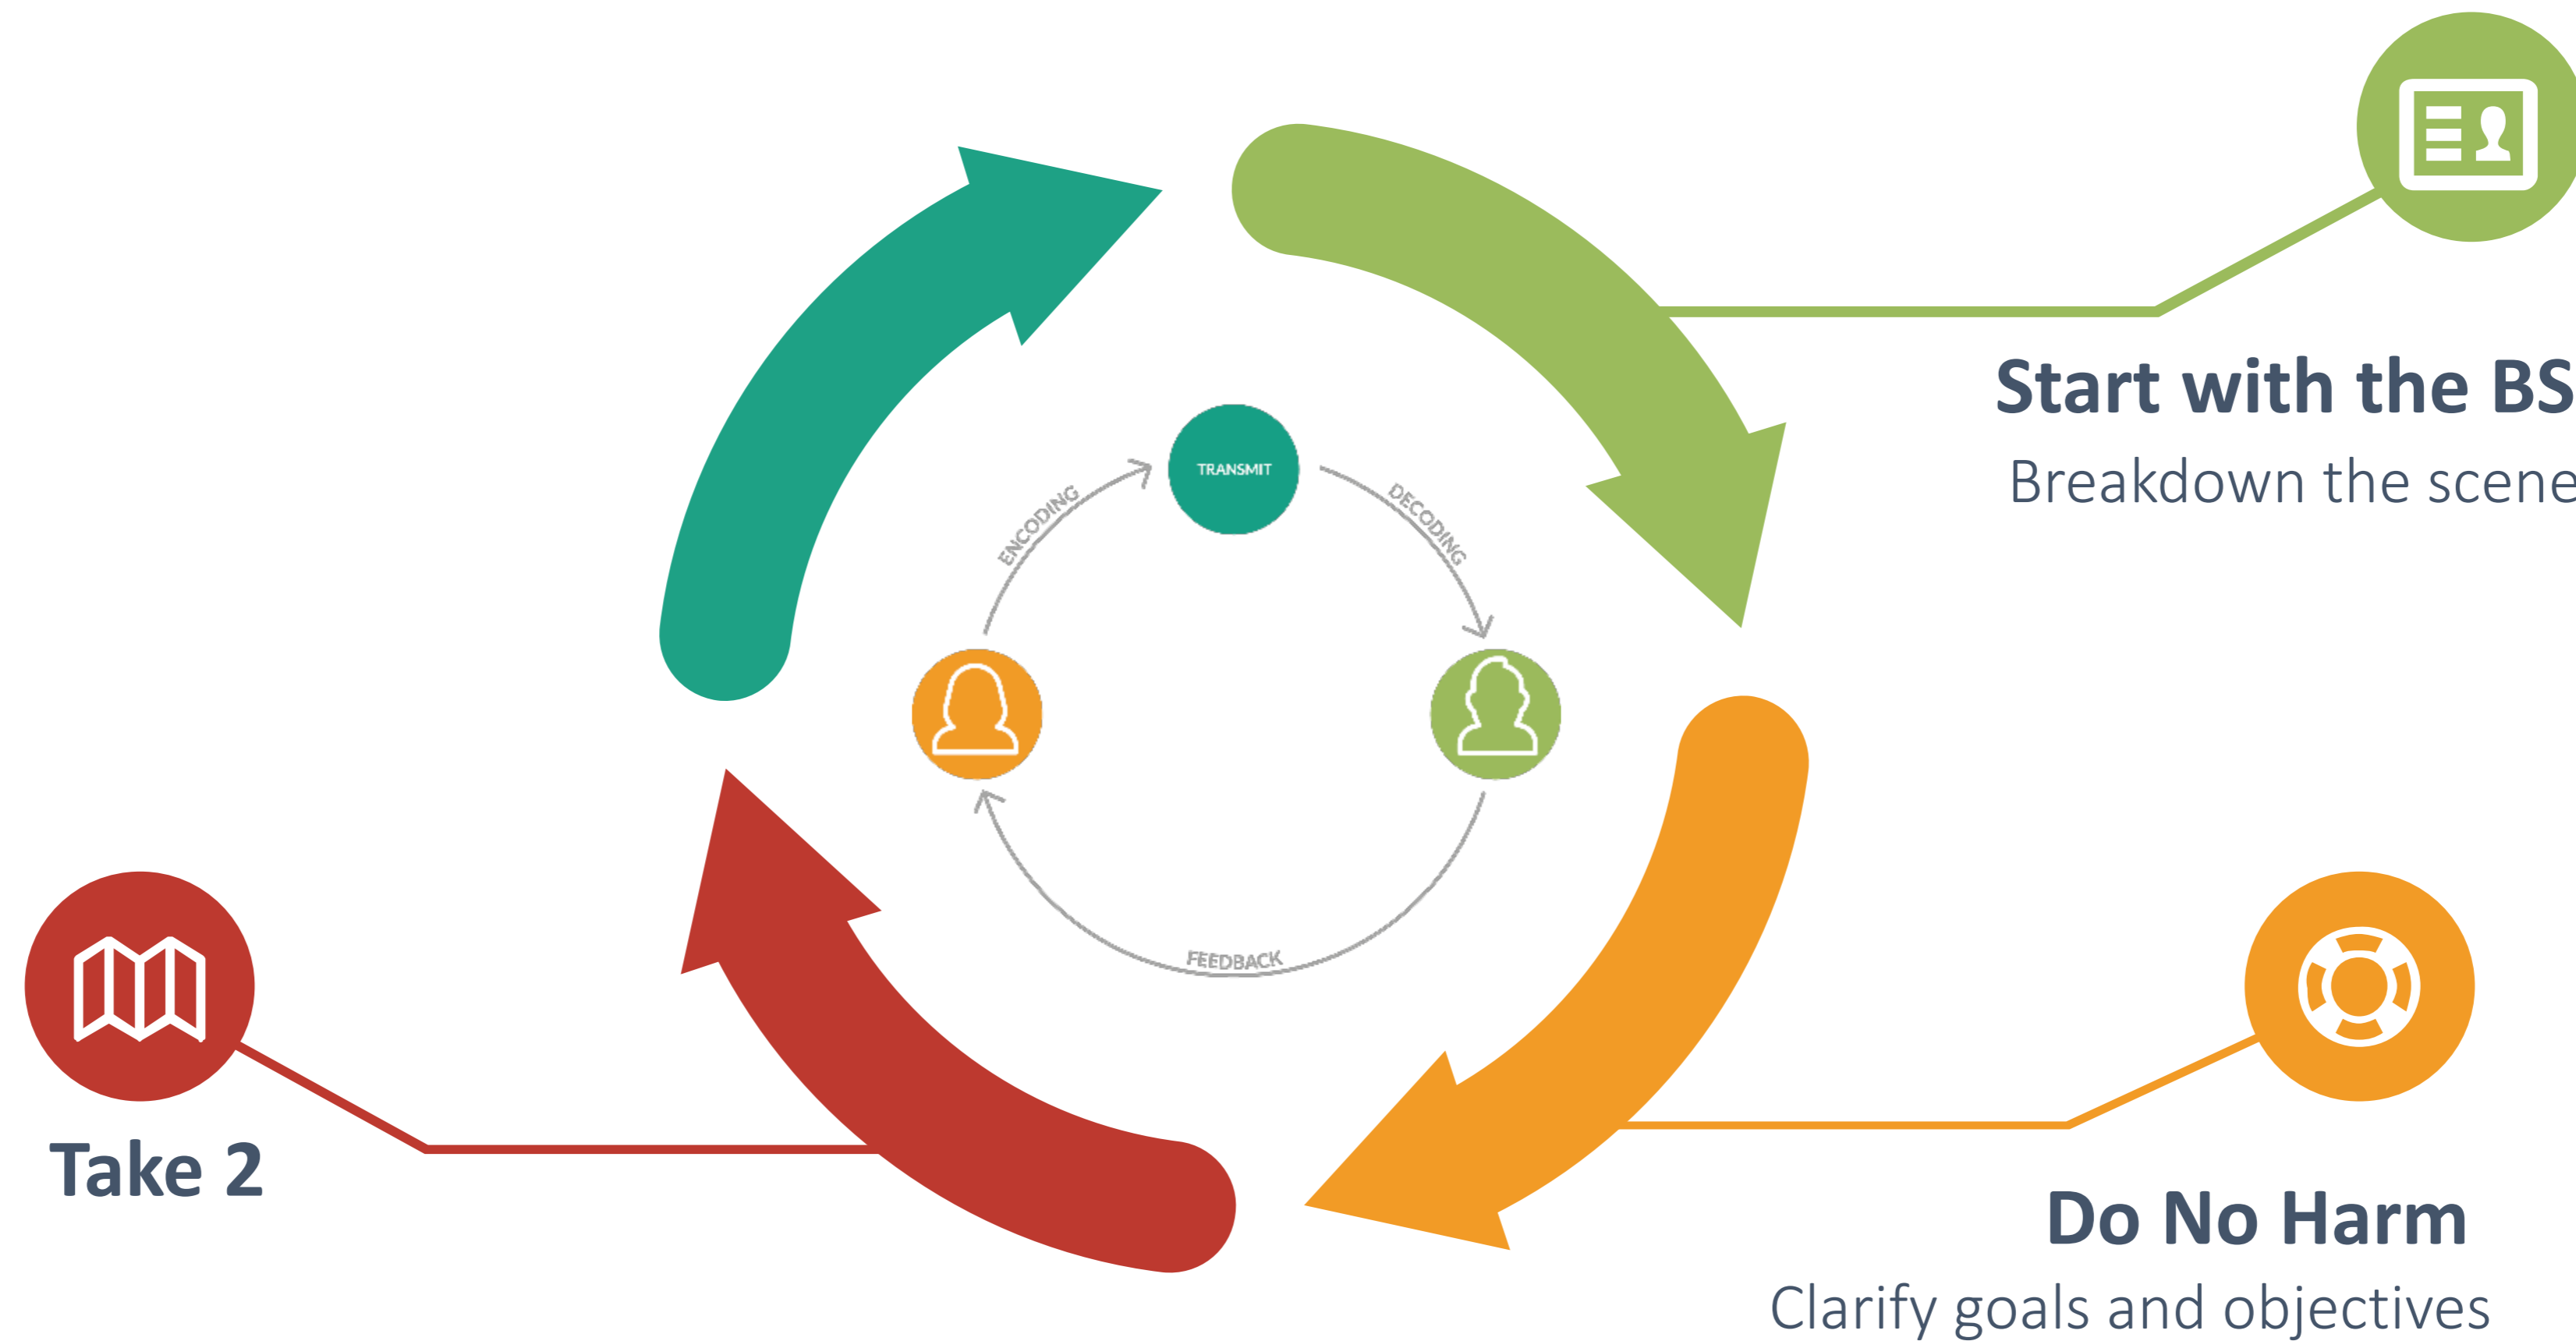 Start with the BS
Breakdown the scene
TRANSMIT
ENCODING
DECODING
FEEDBACK
Take 2
Do No Harm
Clarify goals and objectives